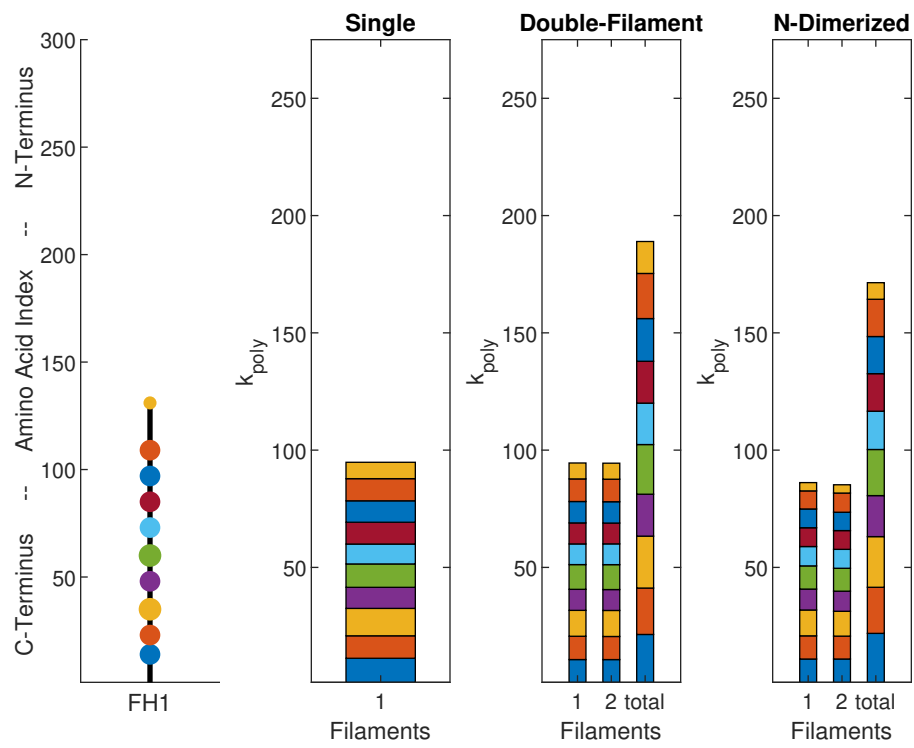 C-Terminus -- Amino Acid Index -- N-Terminus
300
250
200
150
100
50
FH1
Single
k_poly
250
200
150
100
50
1
Filaments
Double-Filament
k_poly
250
200
150
100
50
1 2 total
Filaments
N-Dimerized
k_poly
250
200
150
100
50
1 2 total
Filaments